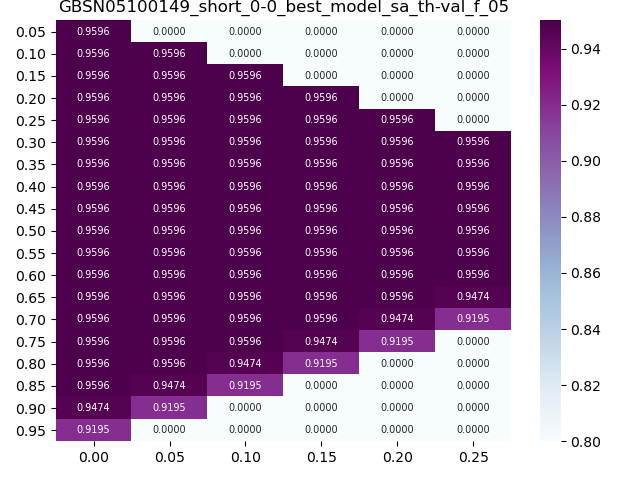 GBSN05100149_short_0-0_best_model_sa_th-val_f_05
0.05 0.9596 0.0000 0.0000 0.0000 0.0000 0.0000
0.10 0.9596 0.9596 0.0000 0.0000 0.0000 0.0000
0.15 0.9596 0.9596 0.9596 0.0000 0.0000 0.0000
0.20 0.9596 0.9596 0.9596 0.9596 0.0000 0.0000
0.25 0.9596 0.9596 0.9596 0.9596 0.9596 0.0000
0.30 0.9596 0.9596 0.9596 0.9596 0.9596 0.9596
0.35 0.9596 0.9596 0.9596 0.9596 0.9596 0.9596
0.40 0.9596 0.9596 0.9596 0.9596 0.9596 0.9596
0.45 0.9596 0.9596 0.9596 0.9596 0.9596 0.9596
0.50 0.9596 0.9596 0.9596 0.9596 0.9596 0.9596
0.55 0.9596 0.9596 0.9596 0.9596 0.9596 0.9596
0.60 0.9596 0.9596 0.9596 0.9596 0.9596 0.9596
0.65 0.9596 0.9596 0.9596 0.9596 0.9596 0.9474
0.70 0.9596 0.9596 0.9596 0.9596 0.9474 0.9195
0.75 0.9596 0.9596 0.9596 0.9474 0.9195 0.0000
0.80 0.9596 0.9596 0.9474 0.9195 0.0000 0.0000
0.85 0.9596 0.9474 0.9195 0.0000 0.0000 0.0000
0.90 0.9474 0.9195 0.0000 0.0000 0.0000 0.0000
0.95 0.9195 0.0000 0.0000 0.0000 0.0000 0.0000
0.00 0.05 0.10 0.15 0.20 0.25
0.94
0.92
0.90
0.88
0.86
0.84
0.82
0.80